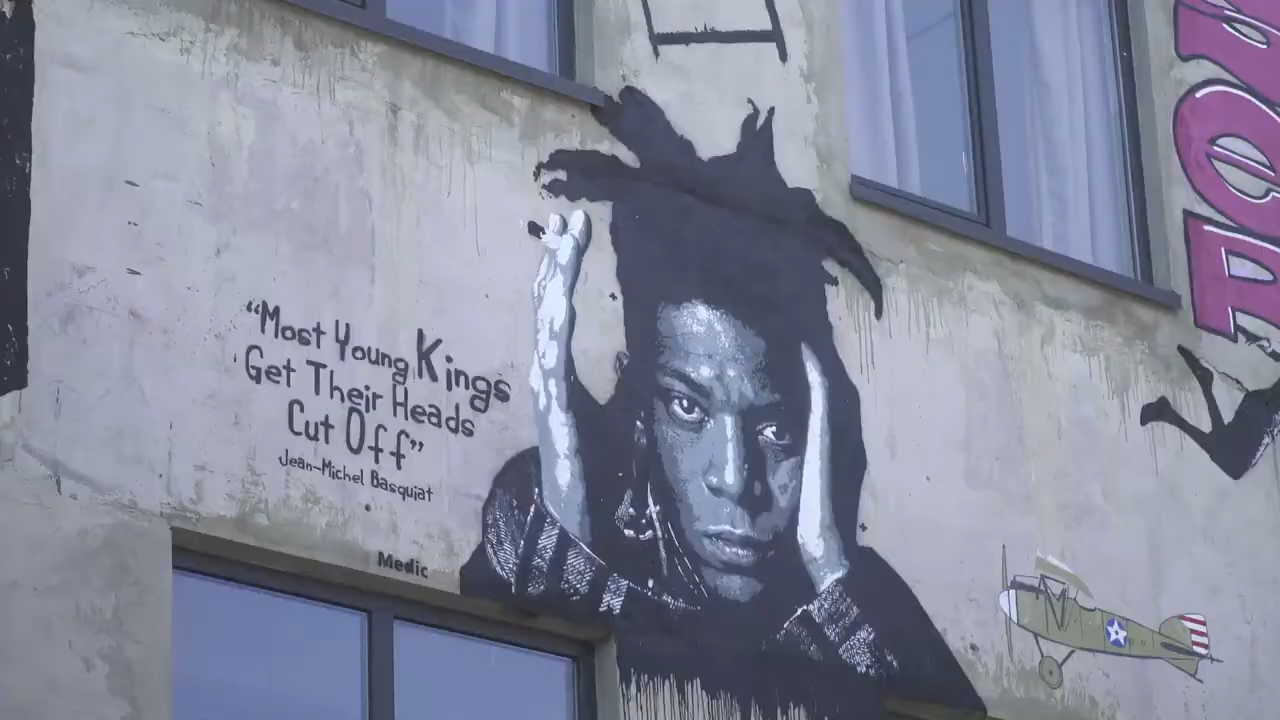 “Most Young Kings
Get Their Heads
Cut Off”
Jean-Michel Basquiat
Medic